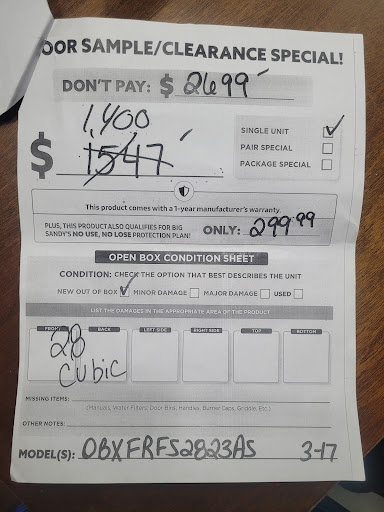 OOR SAMPLE/CLEARANCE SPECIAL!
DON'T PAY: $ 2699
1,400
$ 1547
SINGLE UNIT ✓
PAIR SPECIAL
PACKAGE SPECIAL
This product comes with a 1-year manufacturer's warranty.
PLUS, THIS PRODUCT ALSO QUALIFIES FOR BIG
SANDY'S NO USE, NO LOSE PROTECTION PLAN!
ONLY: 299.99
OPEN BOX CONDITION SHEET
CONDITION: CHECK THE OPTION THAT BEST DESCRIBES THE UNIT
NEW OUT OF BOX ✓ MINOR DAMAGE MAJOR DAMAGE USED
LIST THE DAMAGES IN THE APPROPRIATE AREA OF THE PRODUCT
FRONT BACK LEFT SIDE RIGHT SIDE TOP BOTTOM
28
cubic
MISSING ITEMS:
(Manuals, Water Filters, Door Bins, Handles, Burner Caps, Griddle, Etc.)
OTHER NOTES:
MODEL(S): OBXFRFS2823AS 3-17